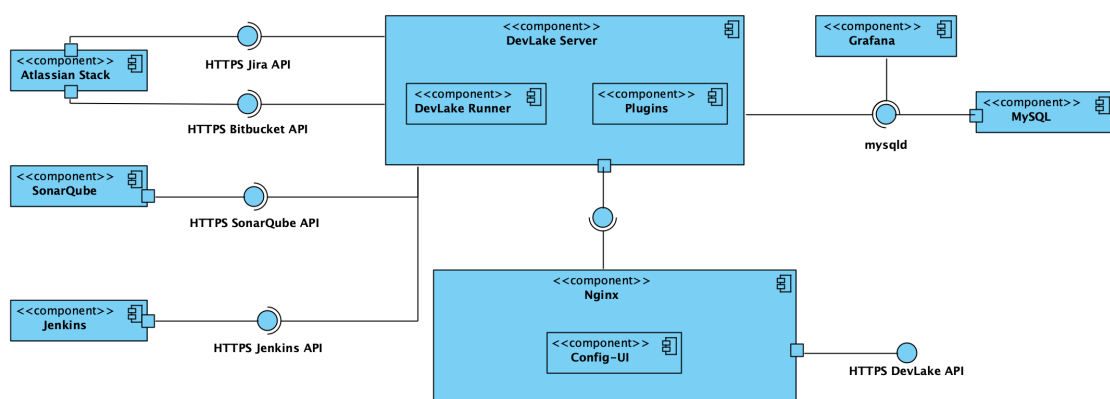 <<component>>
DevLake Server
<<component>>
Grafana
<<component>>
Atlassian Stack
HTTPS Jira API
<<component>>
DevLake Runner
<<component>>
Plugins
<<component>>
MySQL
HTTPS Bitbucket API
mysqld
<<component>>
SonarQube
HTTPS SonarQube API
<<component>>
Nginx
<<component>>
Jenkins
HTTPS Jenkins API
<<component>>
Config-UI
HTTPS DevLake API